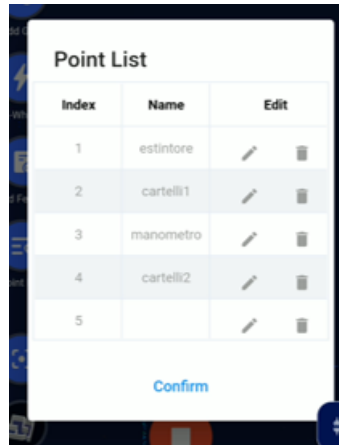 Point List
Index Name Edit
1 estintore
2 cartelli1
3 manometro
4 cartelli2
5
Confirm